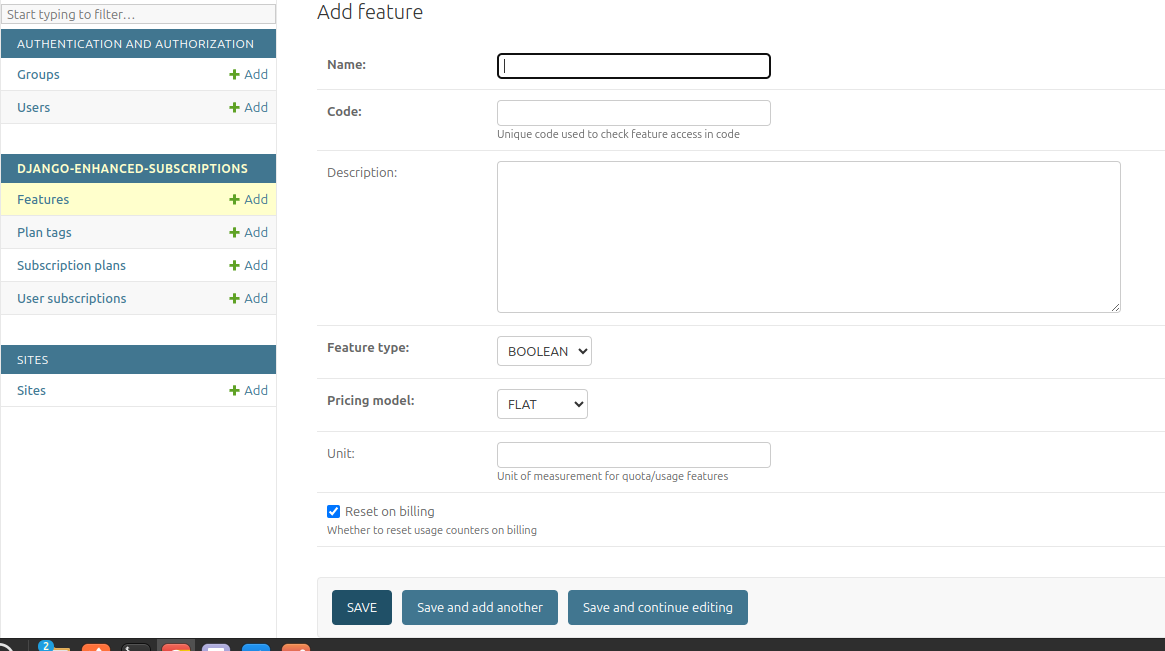 Start typing to filter…
AUTHENTICATION AND AUTHORIZATION
Groups
Add
Users
Add
DJANGO-ENHANCED-SUBSCRIPTIONS
Features
Add
Plan tags
Add
Subscription plans
Add
User subscriptions
Add
SITES
Sites
Add
Add feature
Name:
Code:
Unique code used to check feature access in code
Description:
Feature type:
BOOLEAN
Pricing model:
FLAT
Unit:
Unit of measurement for quota/usage features
Reset on billing
Whether to reset usage counters on billing
SAVE
Save and add another
Save and continue editing
2